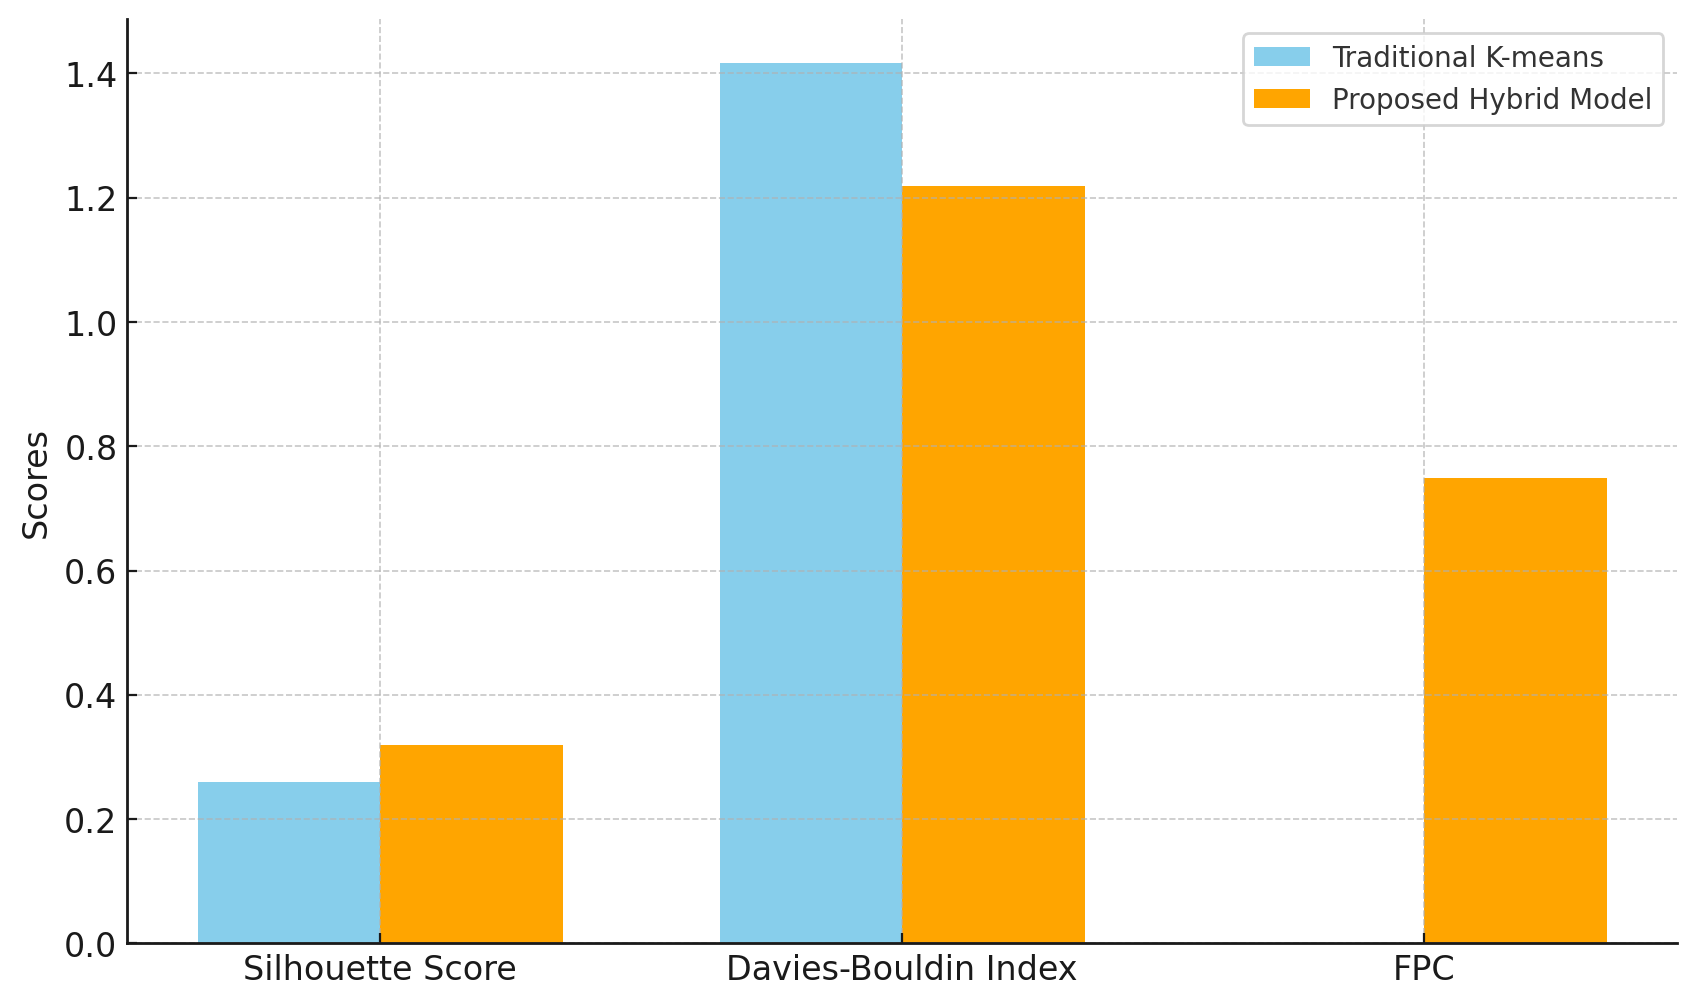 Traditional K-means
Proposed Hybrid Model
Scores
1.4
1.2
1.0
0.8
0.6
0.4
0.2
0.0
Silhouette Score
Davies-Bouldin Index
FPC